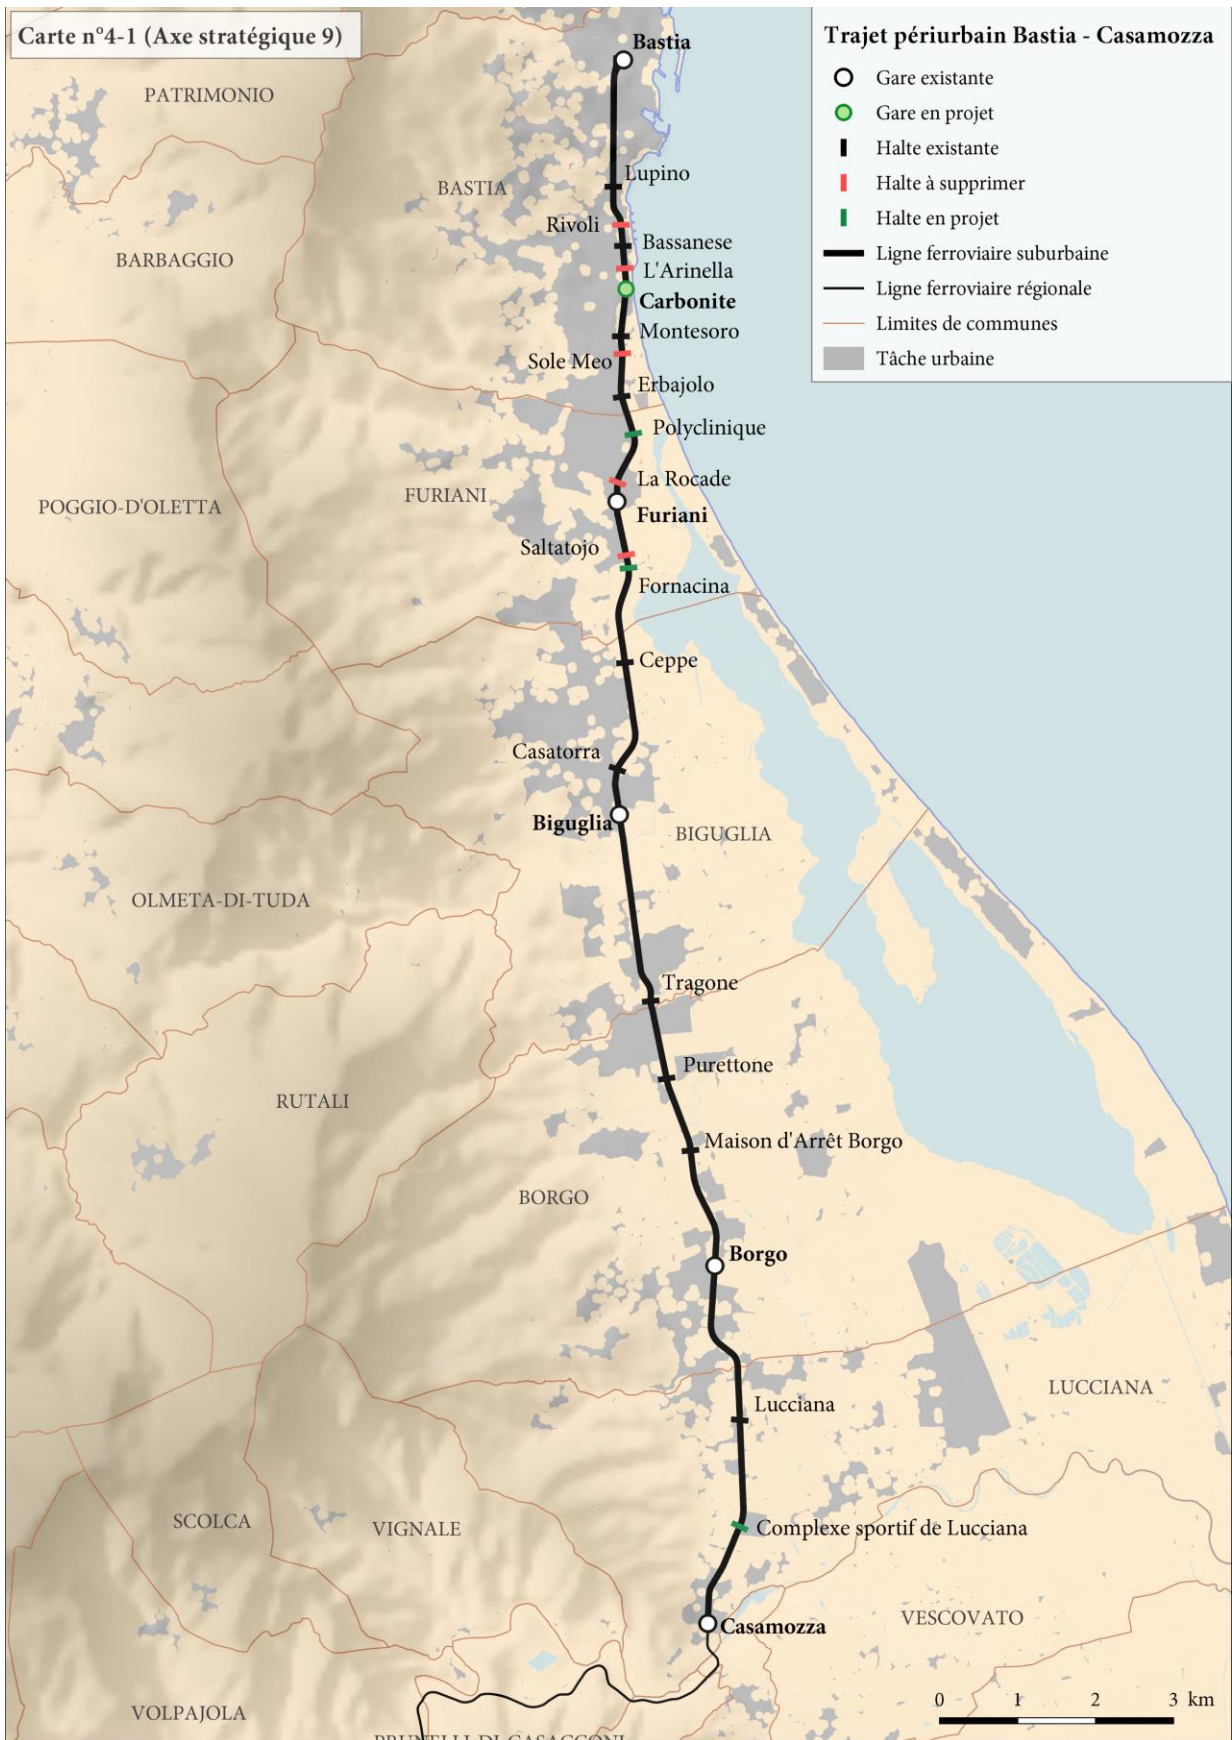 Carte n°4-1 (Axe stratégique 9)
Trajet périurbain Bastia - Casamozza
Gare existante
Gare en projet
Halte existante
Halte à supprimer
Halte en projet
Ligne ferroviaire suburbaine
Ligne ferroviaire régionale
Limites de communes
Tâche urbaine
Bastia
PATRIMONIO
Lupino
BASTIA
Rivoli
Bassanese
BARBAGGIO
L'Arinella
Carbonite
Montesoro
Sole Meo
Erbajolo
Polyclinique
La Rocade
FURIANI
POGGIO-D'OLETTA
Furiani
Saltatojo
Fornacina
Ceppe
Casatorra
Biguglia
BIGUGLIA
OLMETA-DI-TUDA
Tragone
Purettone
RUTALI
Maison d'Arrêt Borgo
BORGO
Borgo
LUCCIANA
Lucciana
SCOLCA
VIGNALE
Complexe sportif de Lucciana
VESCOVATO
Casamozza
VOLPAJOLA
PRUNELLI-DI-CASACCONI
0 1 2 3 km